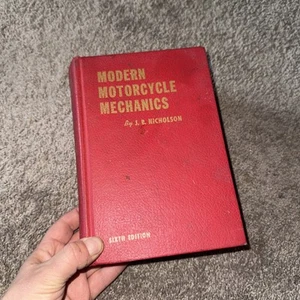 MODERN
MOTORCYCLE
MECHANICS
By J. B. NICHOLSON
SIXTH EDITION